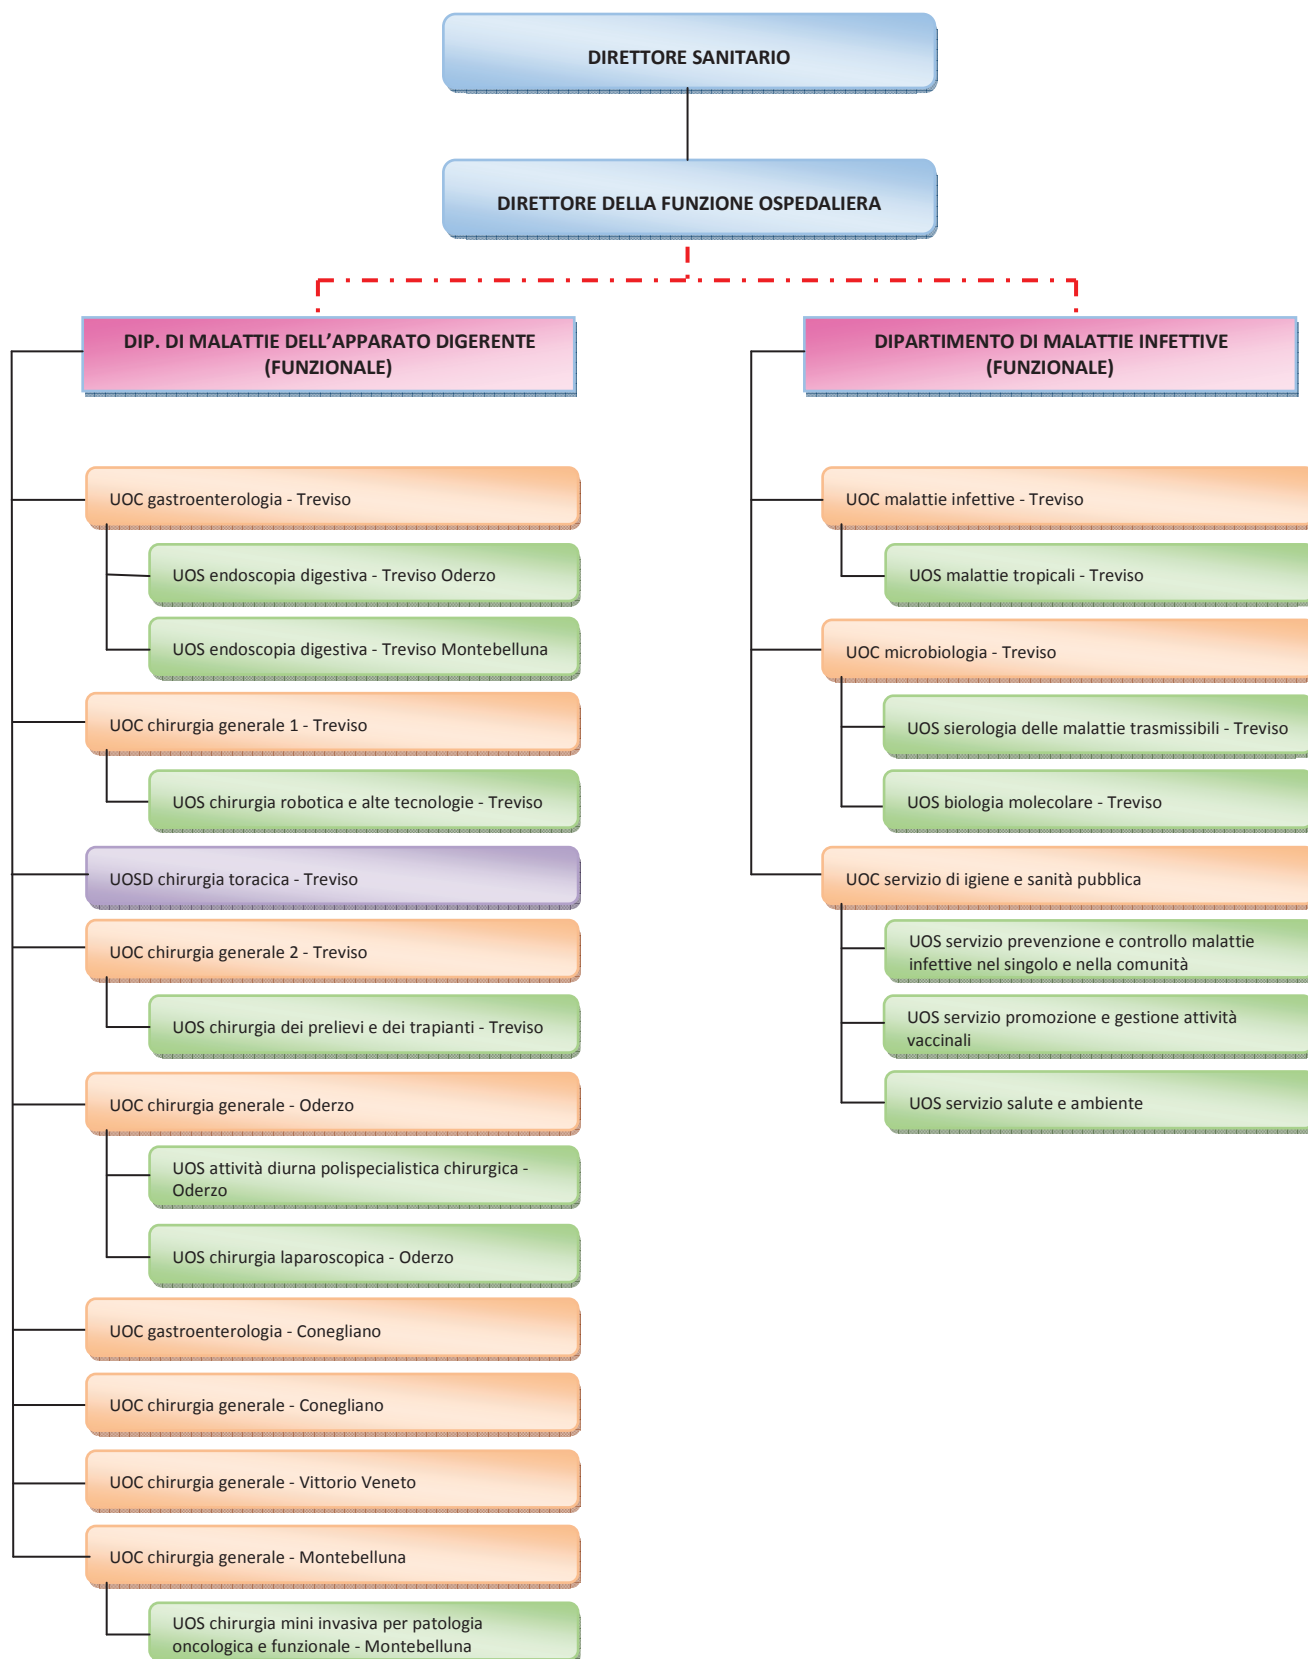 DIRETTORE SANITARIO
DIRETTORE DELLA FUNZIONE OSPEDALIERA
DIP. DI MALATTIE DELL’APPARATO DIGERENTE
(FUNZIONALE)
UOC gastroenterologia - Treviso
UOS endoscopia digestiva - Treviso Oderzo
UOS endoscopia digestiva - Treviso Montebelluna
UOC chirurgia generale 1 - Treviso
UOS chirurgia robotica e alte tecnologie - Treviso
UOSD chirurgia toracica - Treviso
UOC chirurgia generale 2 - Treviso
UOS chirurgia dei prelievi e dei trapianti - Treviso
UOC chirurgia generale - Oderzo
UOS attività diurna polispecialistica chirurgica -
Oderzo
UOS chirurgia laparoscopica - Oderzo
UOC gastroenterologia - Conegliano
UOC chirurgia generale - Conegliano
UOC chirurgia generale - Vittorio Veneto
UOC chirurgia generale - Montebelluna
UOS chirurgia mini invasiva per patologia
oncologica e funzionale - Montebelluna
DIPARTIMENTO DI MALATTIE INFETTIVE
(FUNZIONALE)
UOC malattie infettive - Treviso
UOS malattie tropicali - Treviso
UOC microbiologia - Treviso
UOS sierologia delle malattie trasmissibili - Treviso
UOS biologia molecolare - Treviso
UOC servizio di igiene e sanità pubblica
UOS servizio prevenzione e controllo malattie
infettive nel singolo e nella comunità
UOS servizio promozione e gestione attività
vaccinali
UOS servizio salute e ambiente